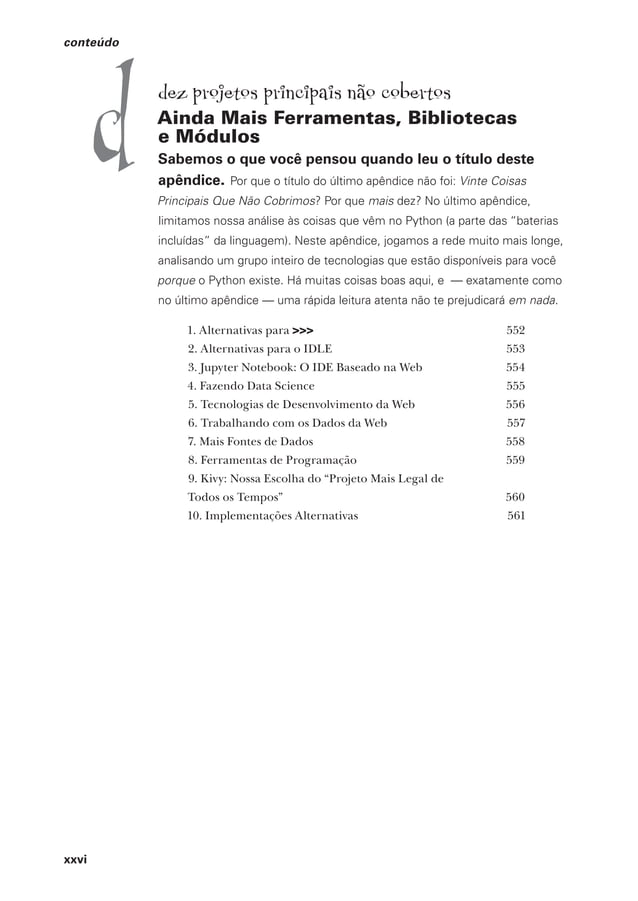 conteúdo
d
dez projetos principais não cobertos
Ainda Mais Ferramentas, Bibliotecas
e Módulos
Sabemos o que você pensou quando leu o título deste
apêndice. Por que o título do último apêndice não foi: Vinte Coisas
Principais Que Não Cobrimos? Por que mais dez? No último apêndice,
limitamos nossa análise às coisas que vêm no Python (a parte das “baterias
incluídas” da linguagem). Neste apêndice, jogamos a rede muito mais longe,
analisando um grupo inteiro de tecnologias que estão disponíveis para você
porque o Python existe. Há muitas coisas boas aqui, e — exatamente como
no último apêndice — uma rápida leitura atenta não te prejudicará em nada.
1. Alternativas para >>> 552
2. Alternativas para o IDLE 553
3. Jupyter Notebook: O IDE Baseado na Web 554
4. Fazendo Data Science 555
5. Tecnologias de Desenvolvimento da Web 556
6. Trabalhando com os Dados da Web 557
7. Mais Fontes de Dados 558
8. Ferramentas de Programação 559
9. Kivy: Nossa Escolha do “Projeto Mais Legal de
Todos os Tempos” 560
10. Implementações Alternativas 561
xxvi